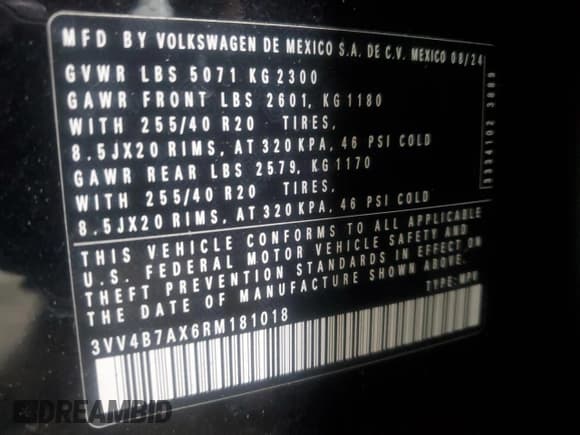 MFD BY VOLKSWAGEN DE MEXICO S.A. DE C.V. MEXICO 08/24
GVWR LBS 5071 KG 2300
GAWR FRONT LBS 2601, KG 1180
WITH 255/40 R20 TIRES,
8.5JX20 RIMS, AT 320 KPA, 46 PSI COLD
GAWR REAR LBS 2579, KG 1170
WITH 255/40 R20 TIRES,
8.5JX20 RIMS, AT 320 KPA, 46 PSI COLD
THIS VEHICLE CONFORMS TO ALL APPLICABLE
U.S. FEDERAL MOTOR VEHICLE SAFETY AND
THEFT PREVENTION STANDARDS IN EFFECT ON
THE DATE OF MANUFACTURE SHOWN ABOVE.
TYPE: MPV
3VV4B7AX6RM181018
DREAMBID